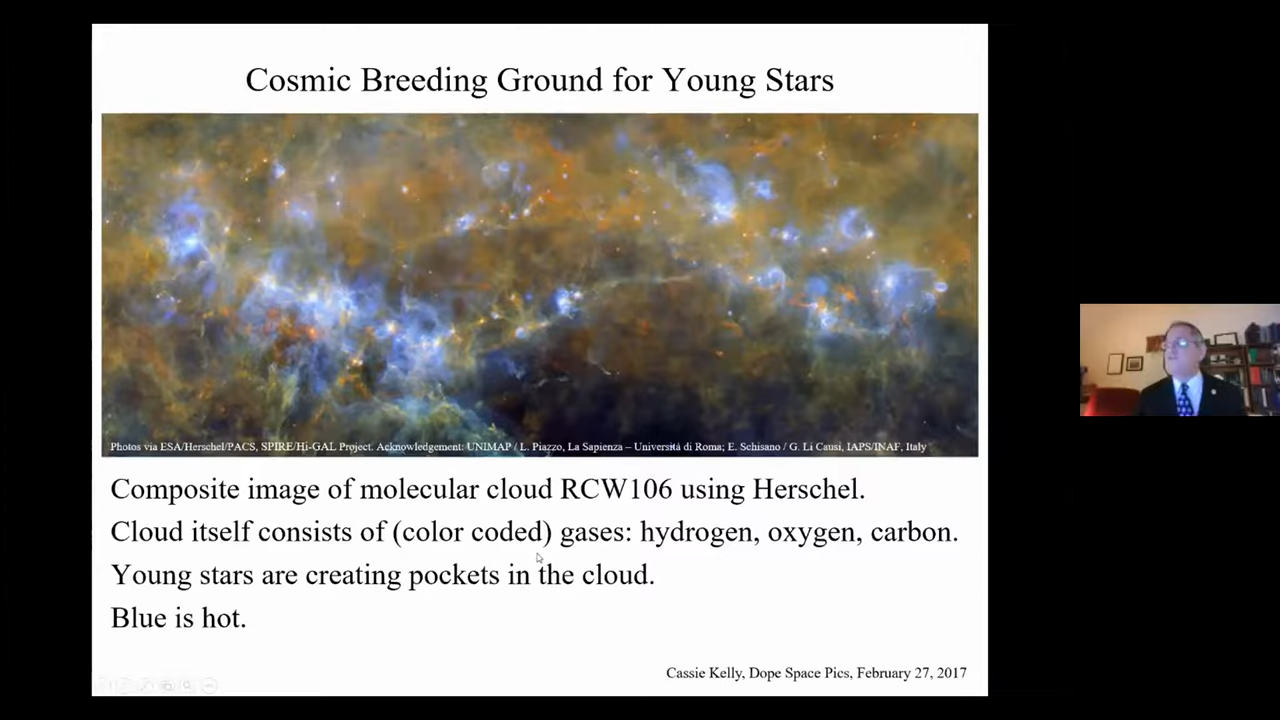 Cosmic Breeding Ground for Young Stars
Photos via ESA/Herschel/PACS, SPIRE/Hi-GAL Project. Acknowledgement: UNIMAP / L. Piazzo, La Sapienza – Universitá di Roma; E. Schisano / G. Li Causi, IAPS/INAF, Italy
Composite image of molecular cloud RCW106 using Herschel.
Cloud itself consists of (color coded) gases: hydrogen, oxygen, carbon.
Young stars are creating pockets in the cloud.
Blue is hot.
Cassie Kelly, Dope Space Pics, February 27, 2017